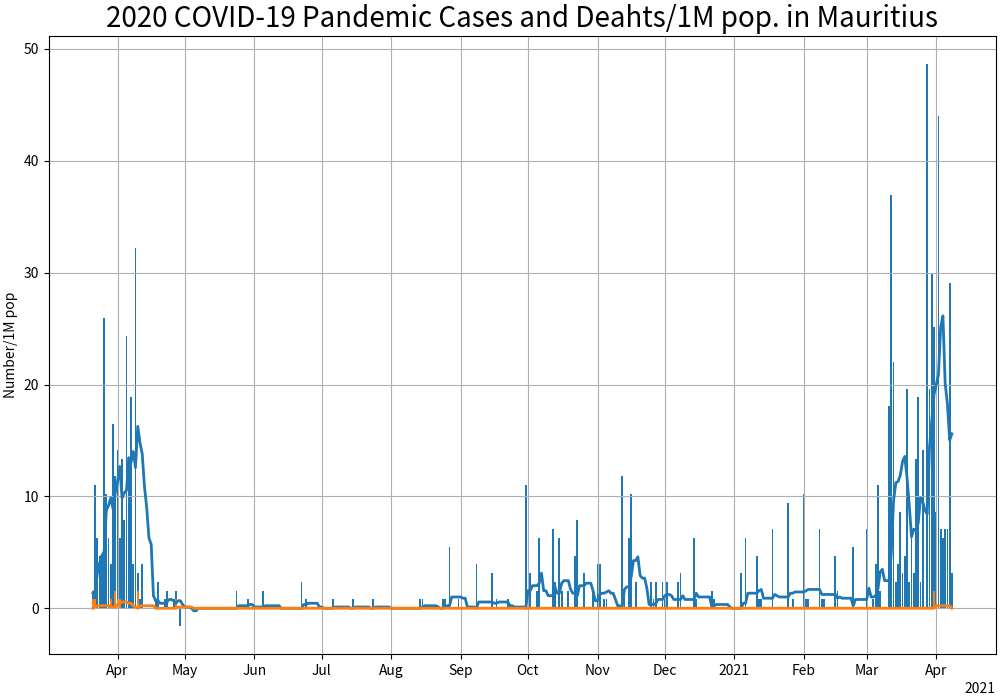 2020 COVID-19 Pandemic Cases and Deahts/1M pop. in Mauritius
Number/1M pop
50
40
30
20
10
0
Apr May Jun Jul Aug Sep Oct Nov Dec 2021 Feb Mar Apr
2021